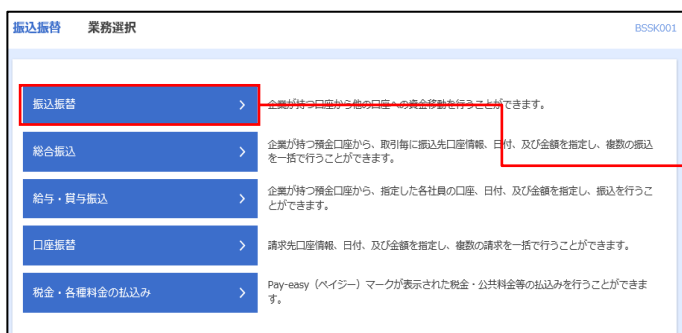 振込振替 業務選択 BSSK001
振込振替
企業が持つ口座から他の口座への資金移動を行うことができます。
総合振込
企業が持つ預金口座から、取引毎に振込先口座情報、日付、及び金額を指定し、複数の振込
を一括で行うことができます。
給与・賞与振込
企業が持つ預金口座から、指定した各社員の口座、日付、及び金額を指定し、振込を行うこ
とができます。
口座振替
請求先口座情報、日付、及び金額を指定し、複数の請求を一括で行うことができます。
税金・各種料金の払込み
Pay-easy（ペイジー）マークが表示された税金・公共料金等の払込みを行うことができま
す。